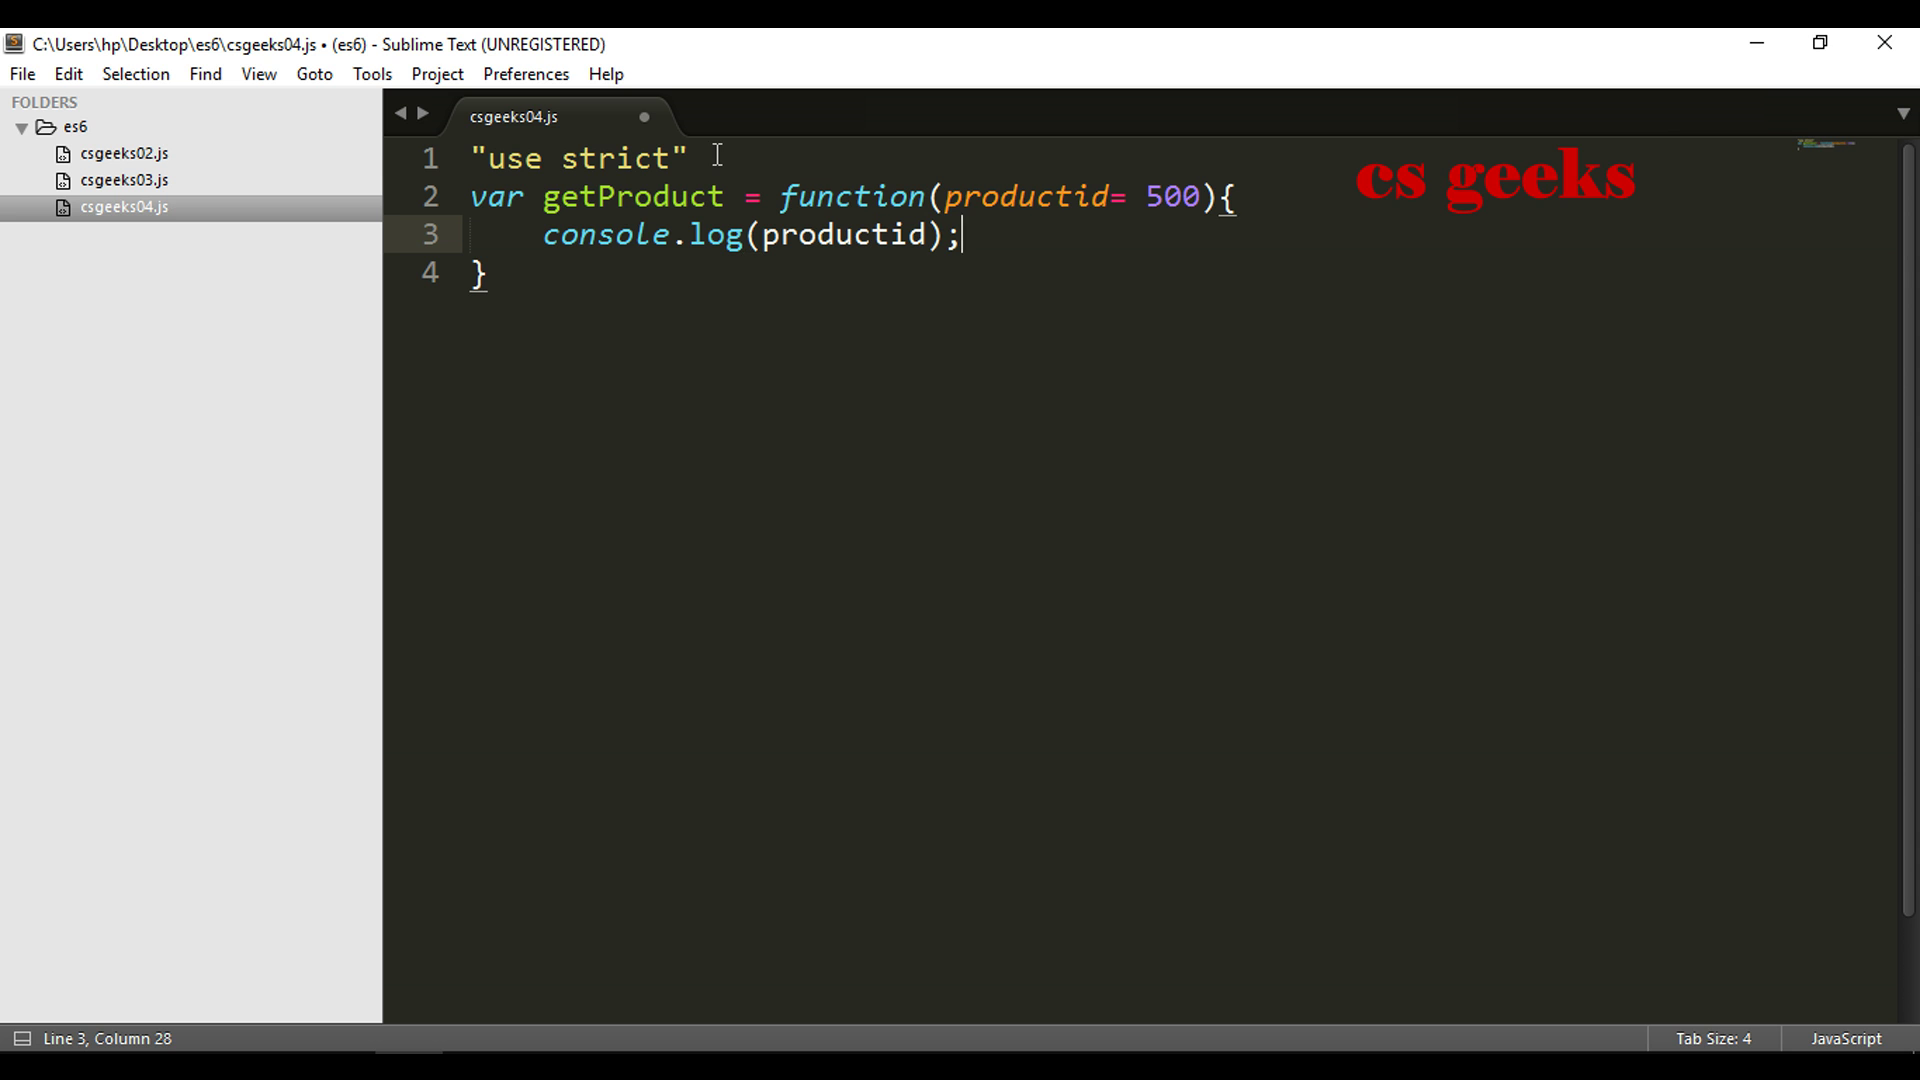 C:\Users\hp\Desktop\es6\csgeeks04.js • (es6) - Sublime Text (UNREGISTERED)
File Edit Selection Find View Goto Tools Project Preferences Help
FOLDERS
es6
csgeeks02.js
csgeeks03.js
csgeeks04.js
csgeeks04.js
1 "use strict"
2 var getProduct = function(productid= 500){
3     console.log(productid);
4 }
cs geeks
Line 3, Column 28
Tab Size: 4
JavaScript